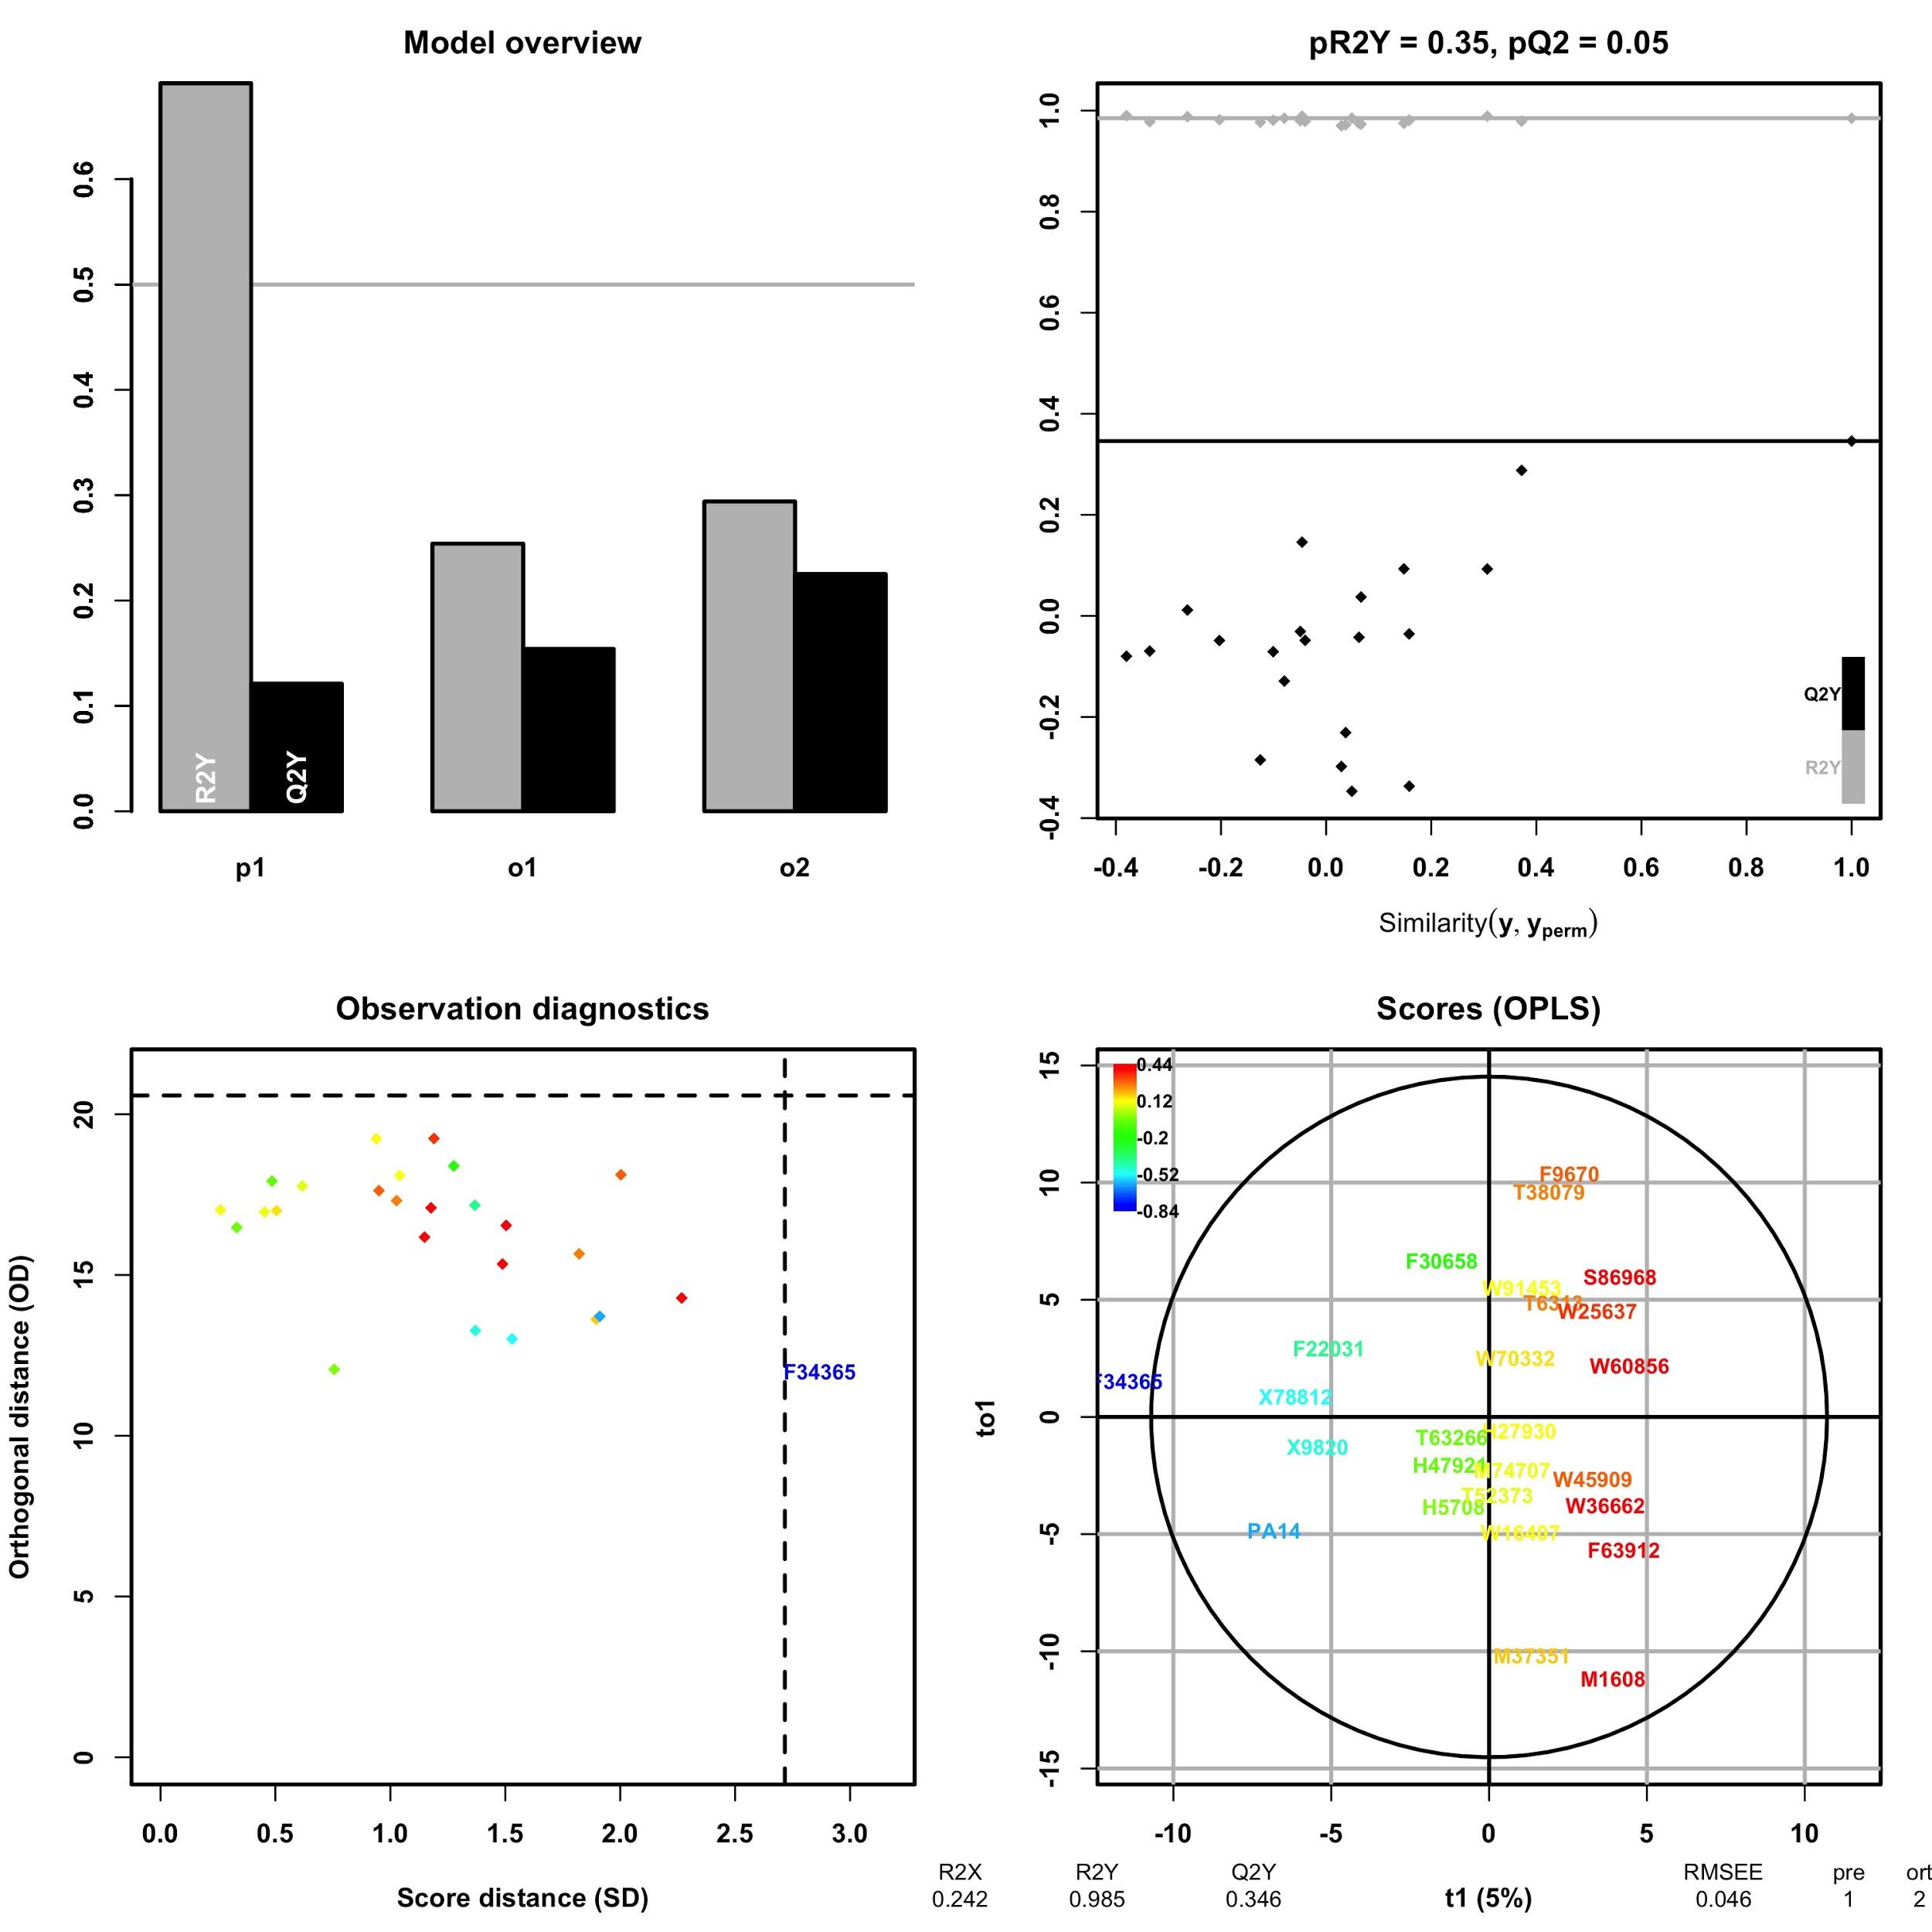 Model overview
0.0 0.1 0.2 0.3 0.4 0.5 0.6
R2Y Q2Y
p1 o1 o2
pR2Y = 0.35, pQ2 = 0.05
-0.4 -0.2 0.0 0.2 0.4 0.6 0.8 1.0
Q2Y
R2Y
-0.4 -0.2 0.0 0.2 0.4 0.6 0.8 1.0
Similarity(y, yperm)
Observation diagnostics
Orthogonal distance (OD)
0 5 10 15 20
F34365
0.0 0.5 1.0 1.5 2.0 2.5 3.0
Score distance (SD)
Scores (OPLS)
to1
-15 -10 -5 0 5 10 15
0.44
0.12
-0.2
-0.52
-0.84
F9670
T38079
F30658
S86968
W91453
T6313
W25637
F22031
W70332
W60856
F34365
X78812
H27930
T63266
X9820
H47921
M74707
W45909
T52373
W36662
H5708
PA14
W16407
F63912
M37351
M1608
-10 -5 0 5 10
t1 (5%)
R2X R2Y Q2Y RMSEE pre ort
0.242 0.985 0.346 0.046 1 2